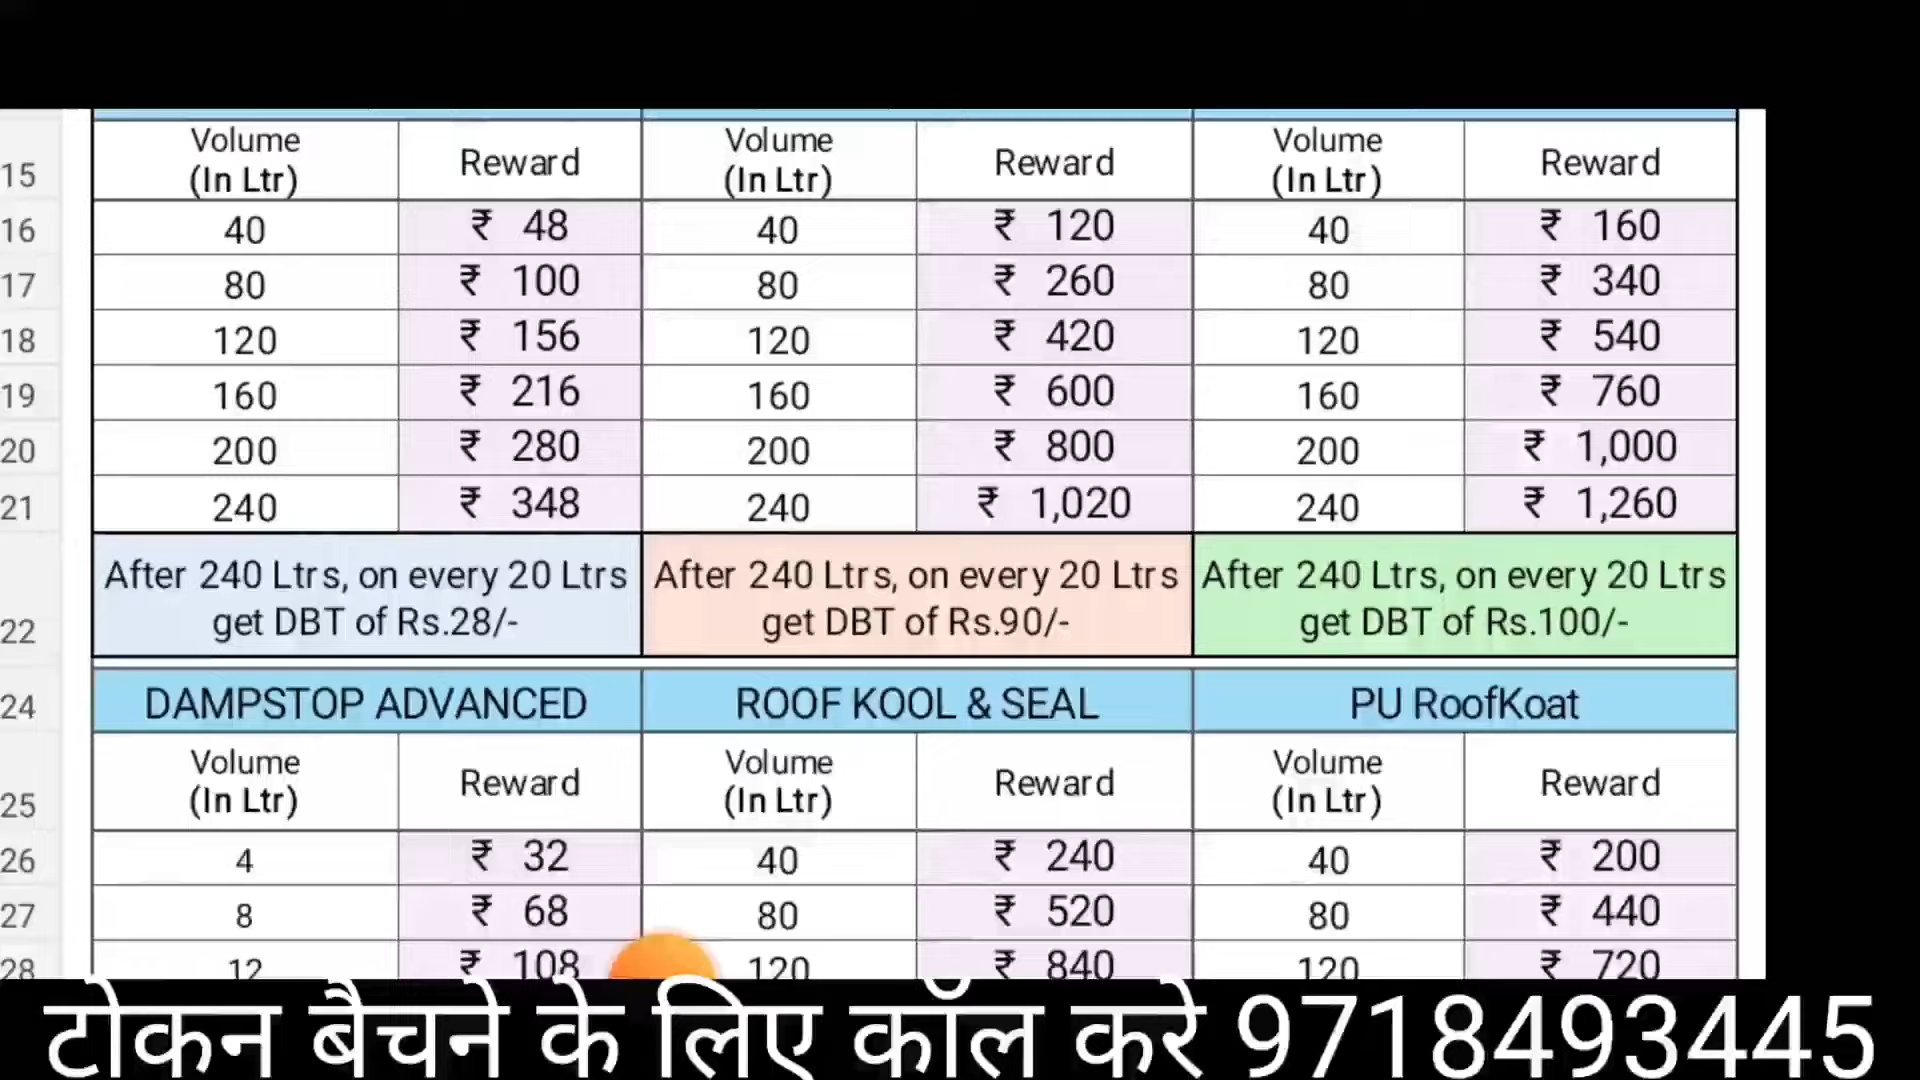 Volume Reward Volume Reward Volume Reward
15 (In Ltr) (In Ltr) (In Ltr)
16 40 ₹ 48 40 ₹ 120 40 ₹ 160
17 80 ₹ 100 80 ₹ 260 80 ₹ 340
18 120 ₹ 156 120 ₹ 420 120 ₹ 540
19 160 ₹ 216 160 ₹ 600 160 ₹ 760
20 200 ₹ 280 200 ₹ 800 200 ₹ 1,000
21 240 ₹ 348 240 ₹ 1,020 240 ₹ 1,260
After 240 Ltrs, on every 20 Ltrs After 240 Ltrs, on every 20 Ltrs After 240 Ltrs, on every 20 Ltrs
22 get DBT of Rs.28/- get DBT of Rs.90/- get DBT of Rs.100/-
24 DAMPSTOP ADVANCED ROOF KOOL & SEAL PU RoofKoat
Volume Reward Volume Reward Volume Reward
25 (In Ltr) (In Ltr) (In Ltr)
26 4 ₹ 32 40 ₹ 240 40 ₹ 200
27 8 ₹ 68 80 ₹ 520 80 ₹ 440
28 12 ₹ 108 120 ₹ 840 120 ₹ 720
टोकन बैचने के लिए कॉल करे 9718493445